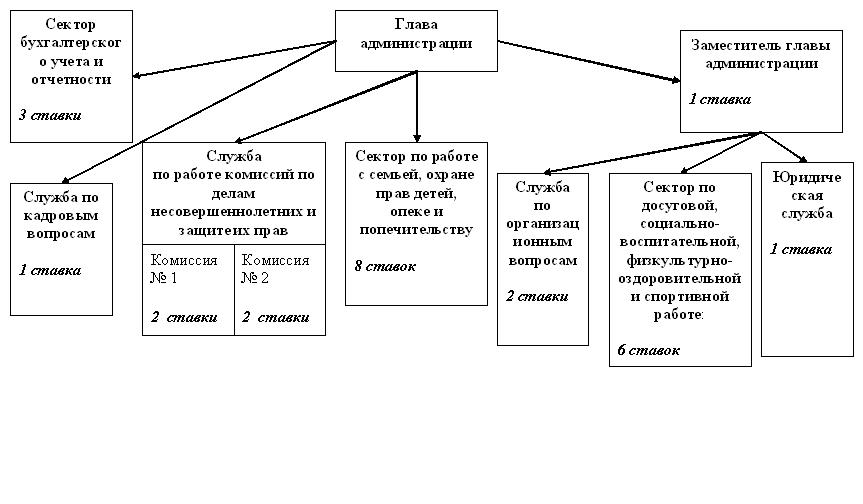 Сектор
бухгалтерског
о учета и
отчетности
3 ставки
Глава
администрации
Заместитель главы
администрации
1 ставка
Служба по
кадровым
вопросам
1 ставка
Служба
по работе комиссий по
делам
несовершеннолетних и
защитеих прав
Комиссия
№ 1
2 ставки
Комиссия
№ 2
2 ставки
Сектор по работе
с семьей, охране
прав детей,
опеке и
попечительству
8 ставок
Служба
по
организац
ионным
вопросам
2 ставки
Сектор по
досуговой,
социально-
воспитательной,
физкультурно-
оздоровительной
и спортивной
работе:
6 ставок
Юридиче
ская
служба
1 ставка